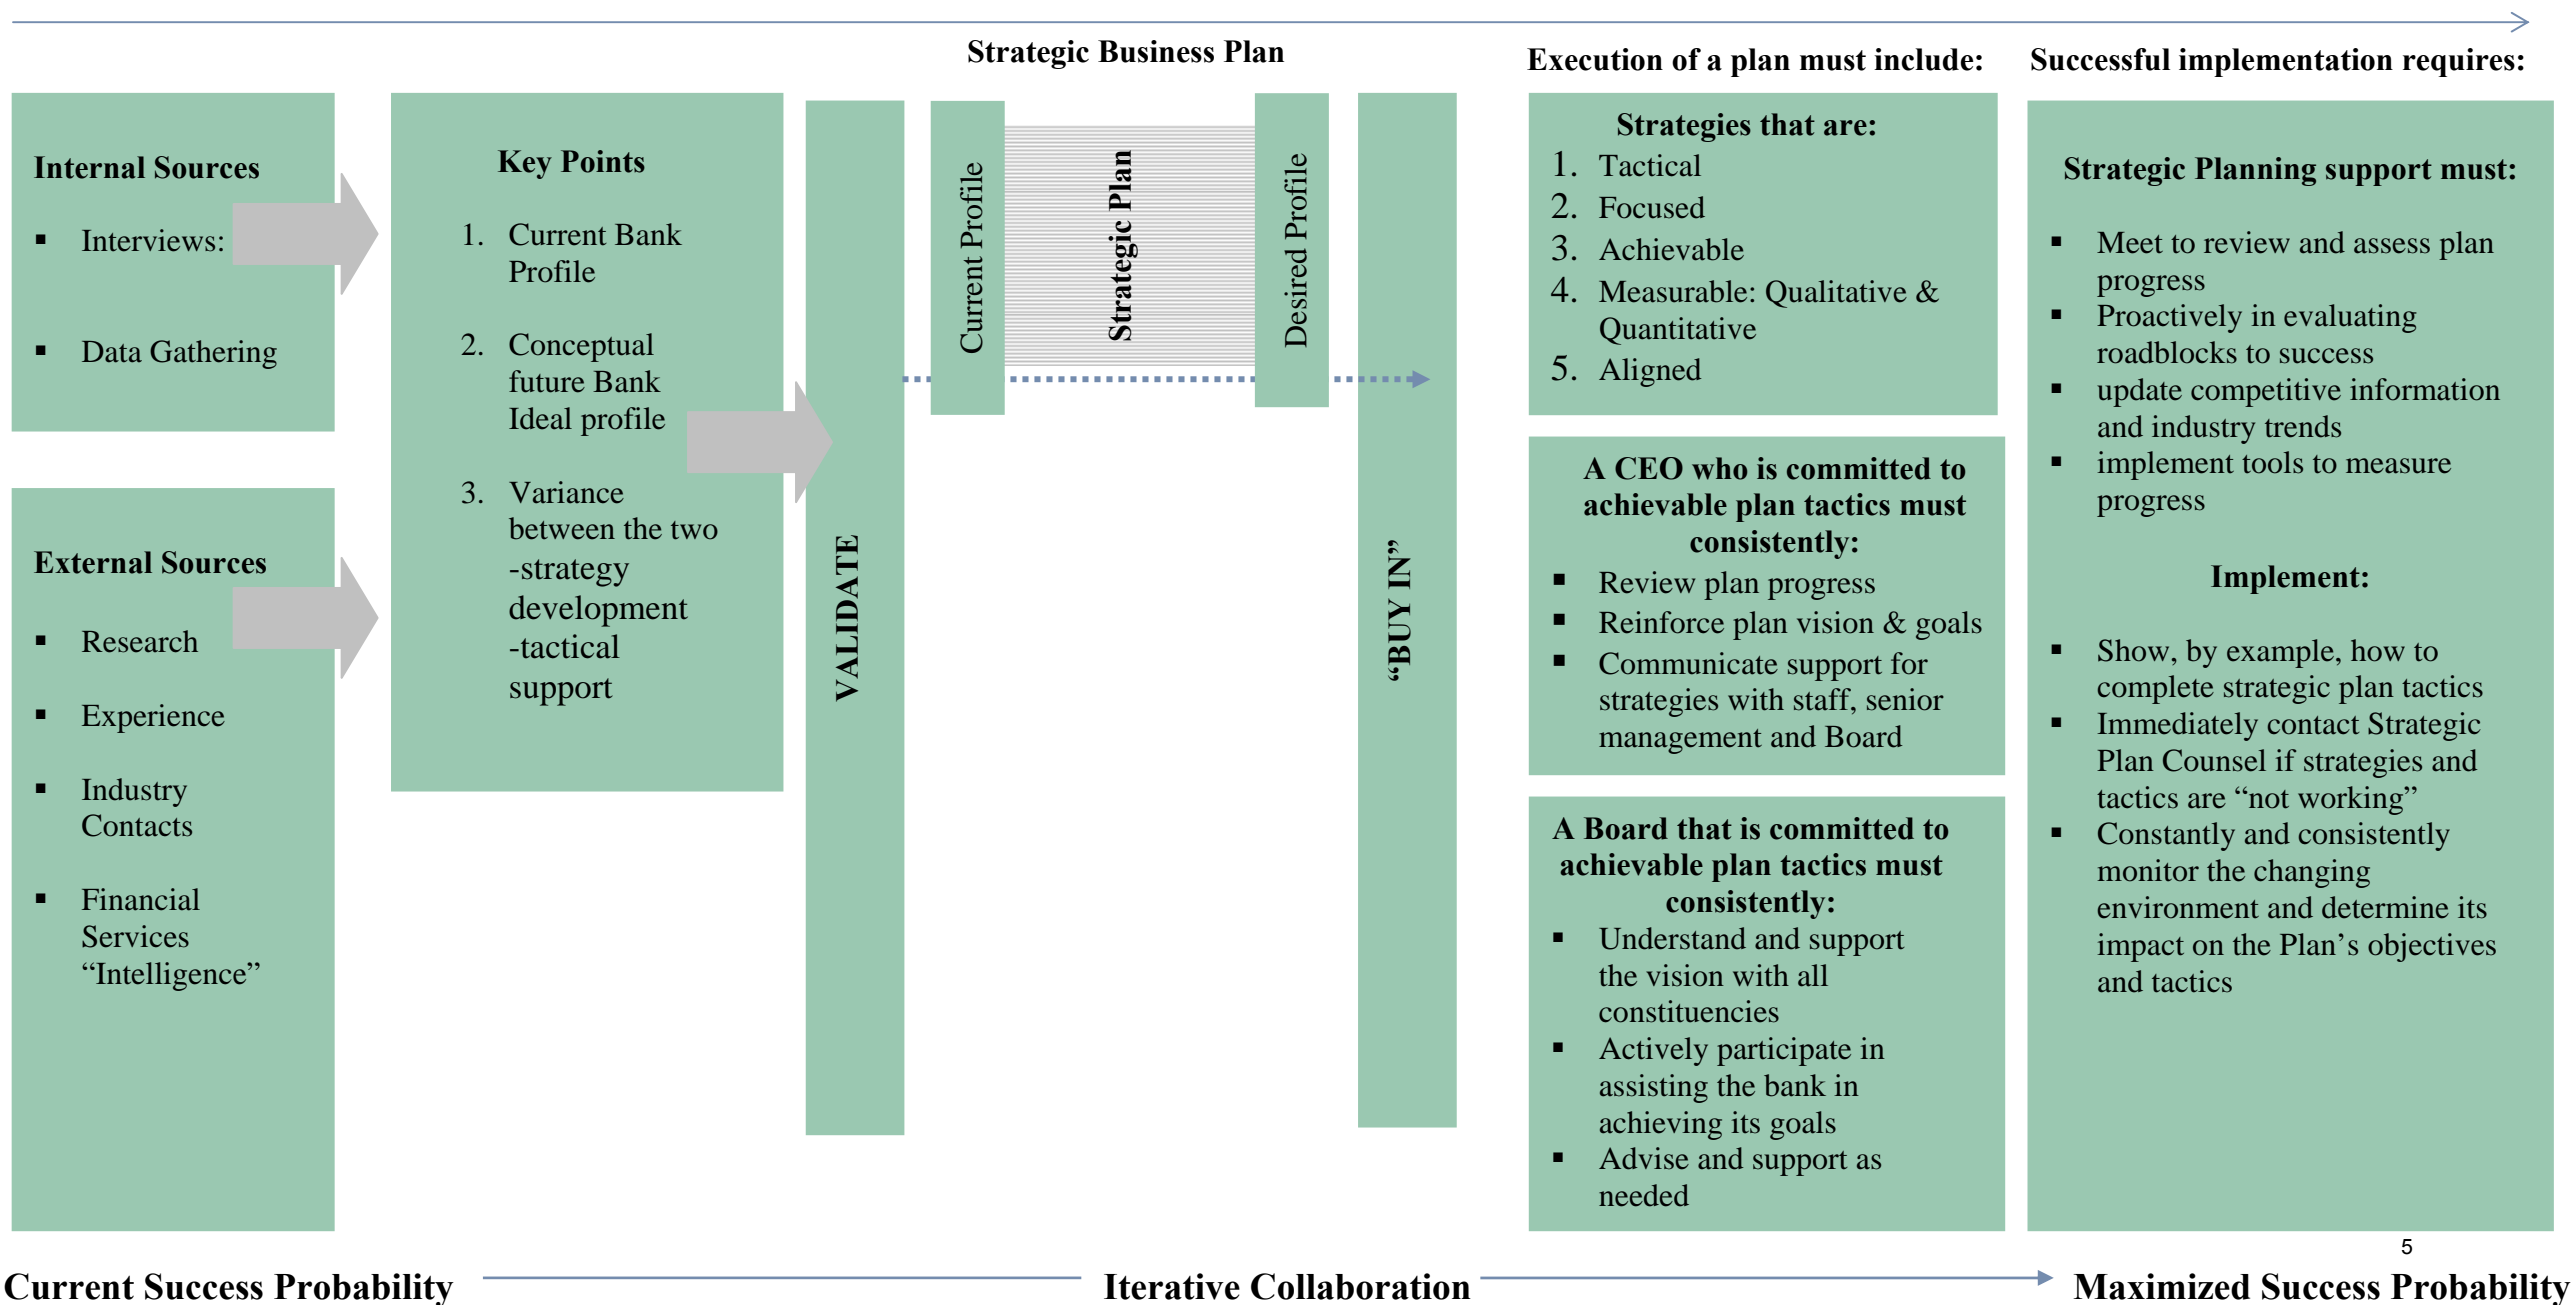 Strategic Business Plan
Execution of a plan must include:
Successful implementation requires:
Internal Sources
▪ Interviews:
▪ Data Gathering
External Sources
▪ Research
▪ Experience
▪ Industry
Contacts
▪ Financial
Services
“Intelligence”
Key Points
1. Current Bank
Profile
2. Conceptual
future Bank
Ideal profile
3. Variance
between the two
-strategy
development
-tactical
support
VALIDATE
Current Profile
Strategic Plan
Desired Profile
“BUY IN”
Strategies that are:
1. Tactical
2. Focused
3. Achievable
4. Measurable: Qualitative &
Quantitative
5. Aligned
A CEO who is committed to
achievable plan tactics must
consistently:
▪ Review plan progress
▪ Reinforce plan vision & goals
▪ Communicate support for
strategies with staff, senior
management and Board
A Board that is committed to
achievable plan tactics must
consistently:
▪ Understand and support
the vision with all
constituencies
▪ Actively participate in
assisting the bank in
achieving its goals
▪ Advise and support as
needed
Strategic Planning support must:
▪ Meet to review and assess plan
progress
▪ Proactively in evaluating
roadblocks to success
▪ update competitive information
and industry trends
▪ implement tools to measure
progress
Implement:
▪ Show, by example, how to
complete strategic plan tactics
▪ Immediately contact Strategic
Plan Counsel if strategies and
tactics are “not working”
▪ Constantly and consistently
monitor the changing
environment and determine its
impact on the Plan’s objectives
and tactics
5
Current Success Probability
Iterative Collaboration
Maximized Success Probability